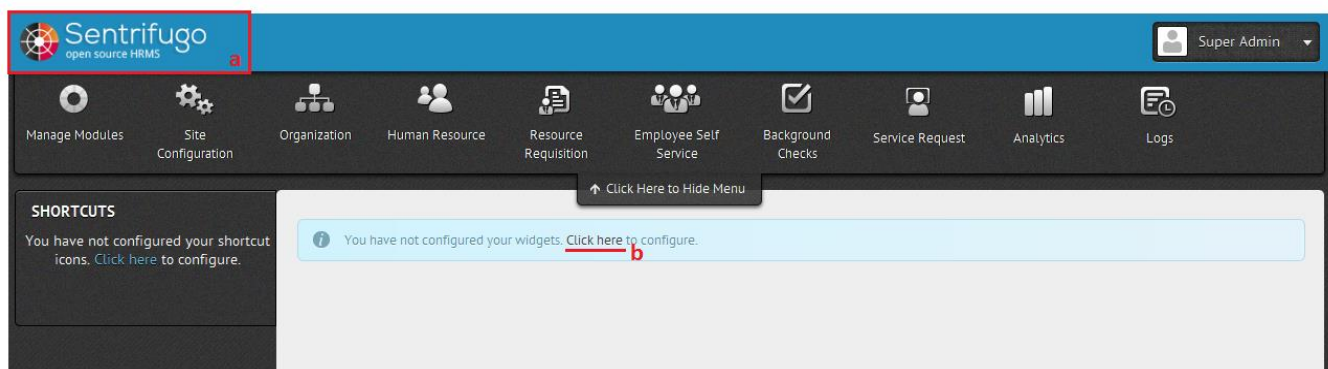 Sentrifugo
open source HRMS
a
Super Admin
Manage Modules
Site
Configuration
Organization
Human Resource
Resource
Requisition
Employee Self
Service
Background
Checks
Service Request
Analytics
Logs
Click Here to Hide Menu
SHORTCUTS
You have not configured your shortcut
icons. Click here to configure.
You have not configured your widgets. Click here to configure.
b